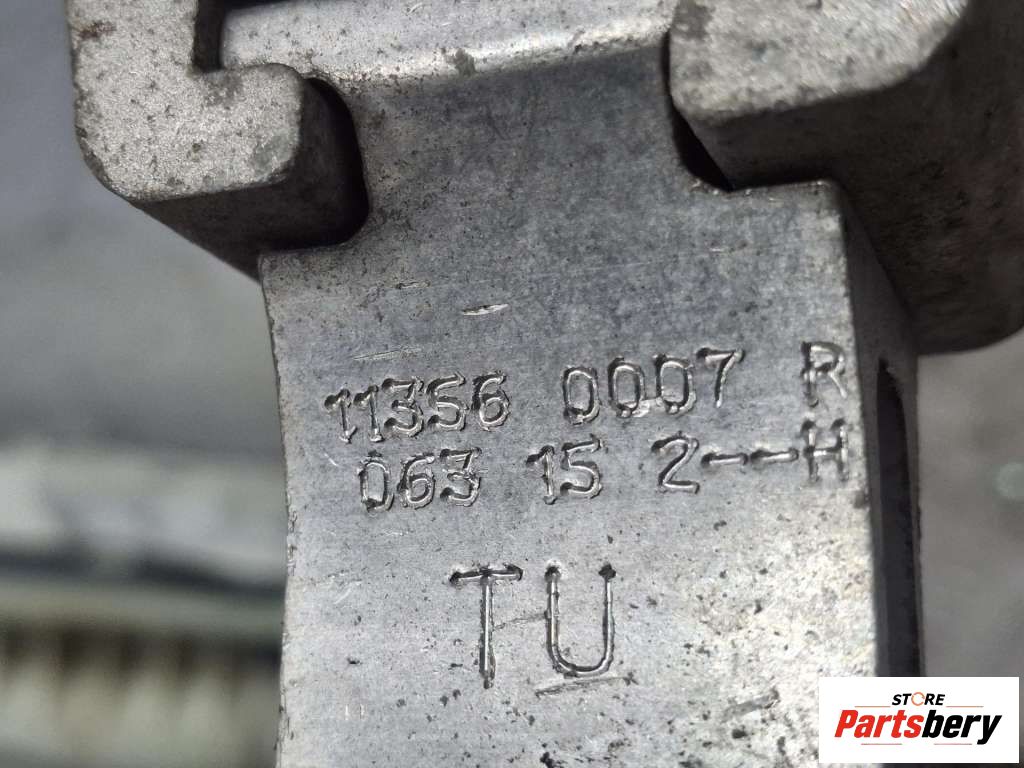 11356 0007 R
063 15 2--H
TU
STORE
Partsbery